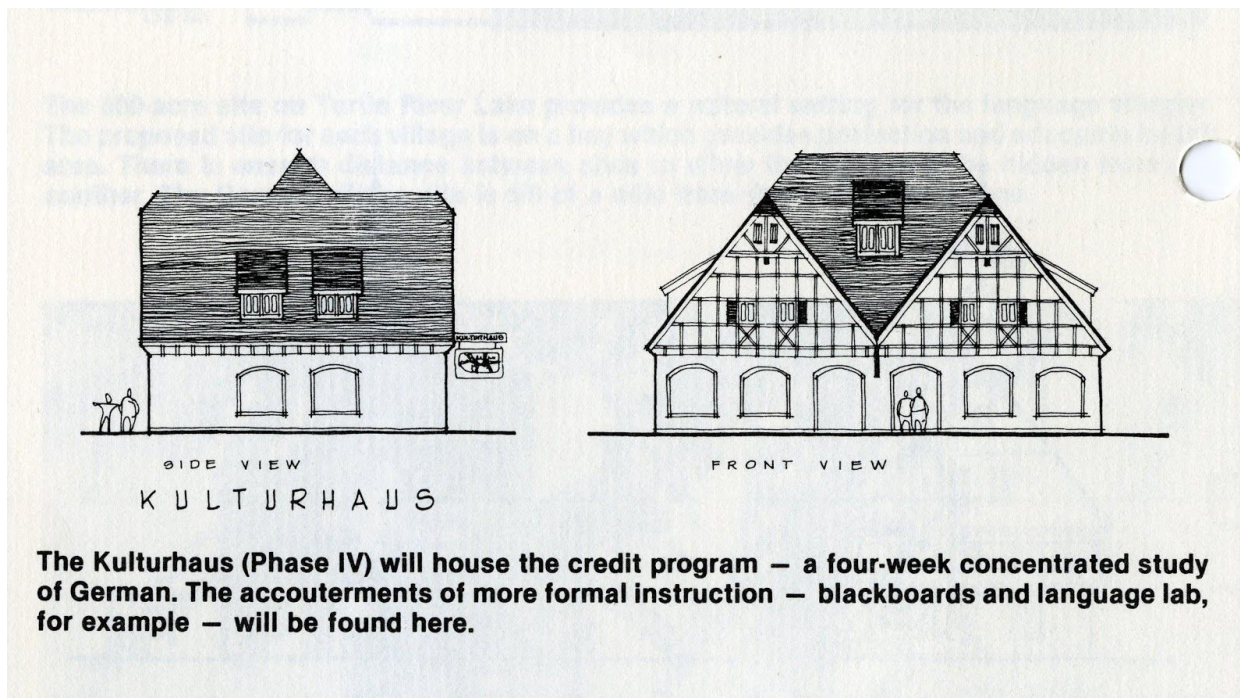 KULTURHAUS
SIDE VIEW
FRONT VIEW
KULTURHAUS
The Kulturhaus (Phase IV) will house the credit program — a four-week concentrated study
of German. The accouterments of more formal instruction — blackboards and language lab,
for example — will be found here.